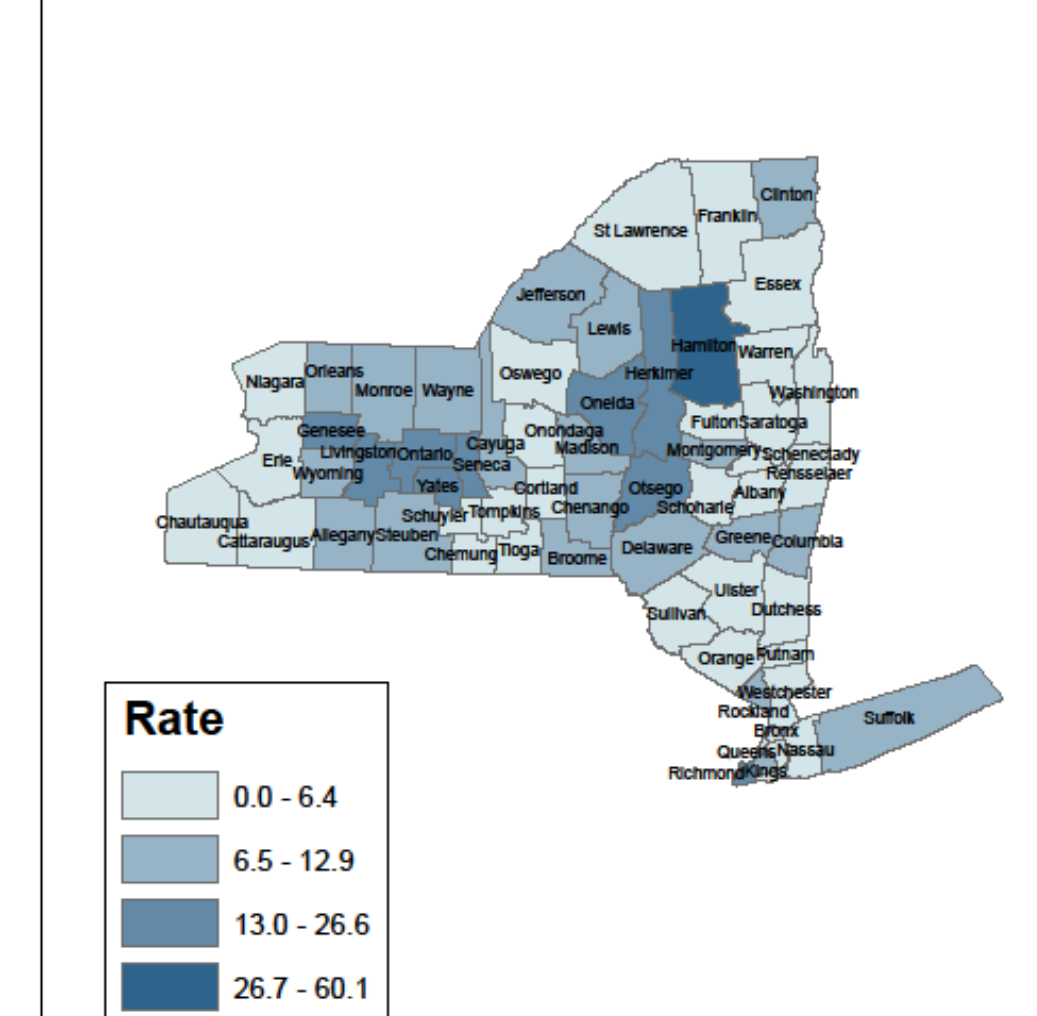 Clinton
Franklin
St Lawrence
Essex
Jefferson
Lewis
Hamilton
Warren
Herkimer
Oswego
Orleans
Niagara
Monroe
Wayne
Washington
Oneida
Fulton
Saratoga
Genesee
Onondaga
Cayuga
Madison
Montgomery
Schenectady
Livingston
Ontario
Erie
Seneca
Wyoming
Rensselaer
Yates
Cortland
Otsego
Albany
Chenango
Schoharie
Tompkins
Schuyler
Chautauqua
Cattaraugus
Allegany
Steuben
Greene
Columbia
Chemung
Tioga
Broome
Delaware
Ulster
Dutchess
Sullivan
Orange
Putnam
Westchester
Rockland
Suffolk
Bronx
Queens
Nassau
Richmond
Kings
Rate
0.0 - 6.4
6.5 - 12.9
13.0 - 26.6
26.7 - 60.1